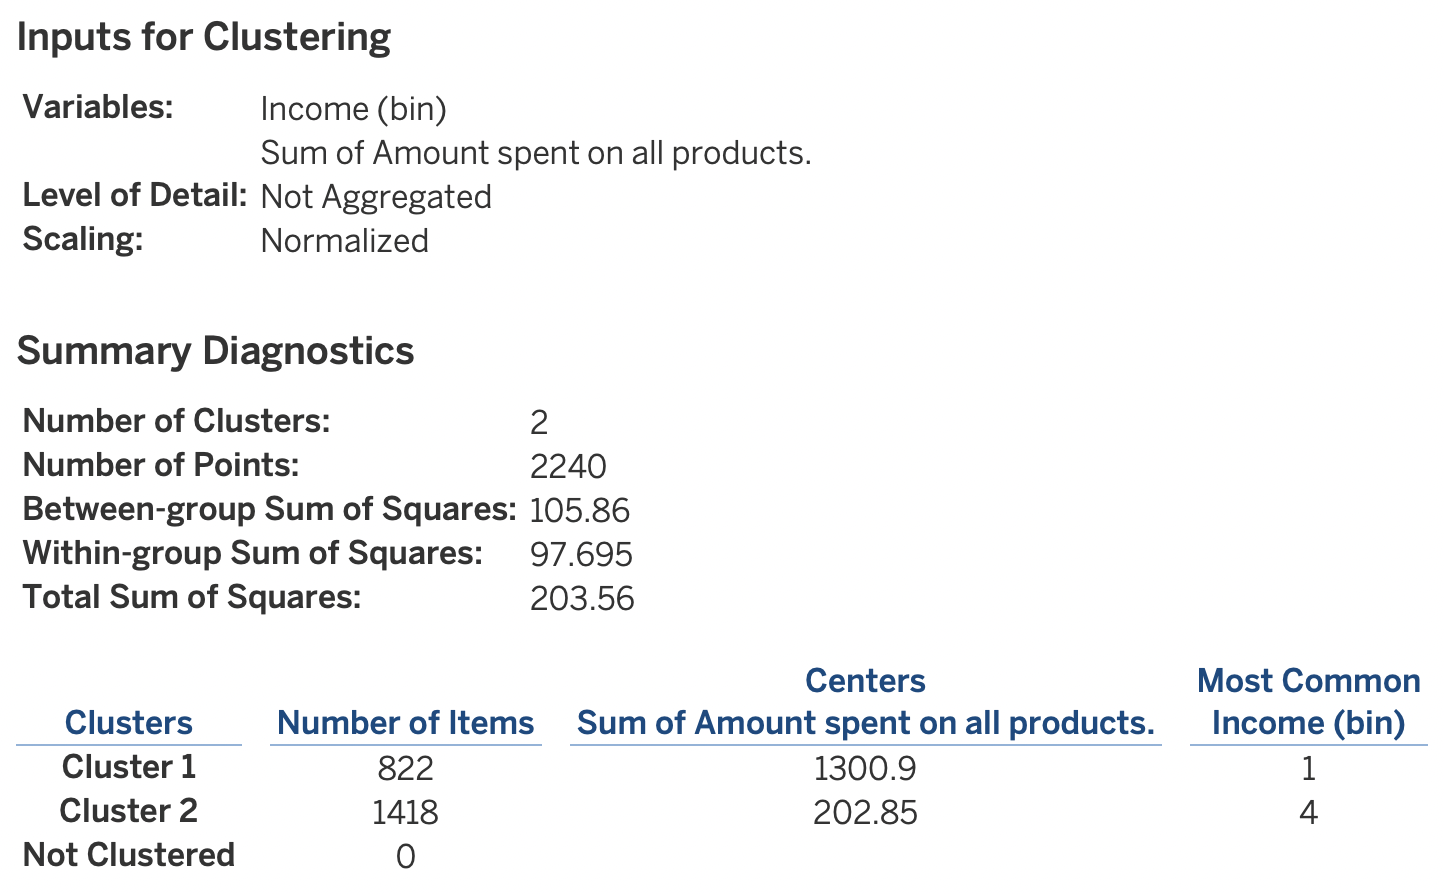 Inputs for Clustering
Variables: Income (bin)
Sum of Amount spent on all products.
Level of Detail: Not Aggregated
Scaling: Normalized
Summary Diagnostics
Number of Clusters: 2
Number of Points: 2240
Between-group Sum of Squares: 105.86
Within-group Sum of Squares: 97.695
Total Sum of Squares: 203.56
Centers Most Common
Clusters Number of Items Sum of Amount spent on all products. Income (bin)
Cluster 1 822 1300.9 1
Cluster 2 1418 202.85 4
Not Clustered 0